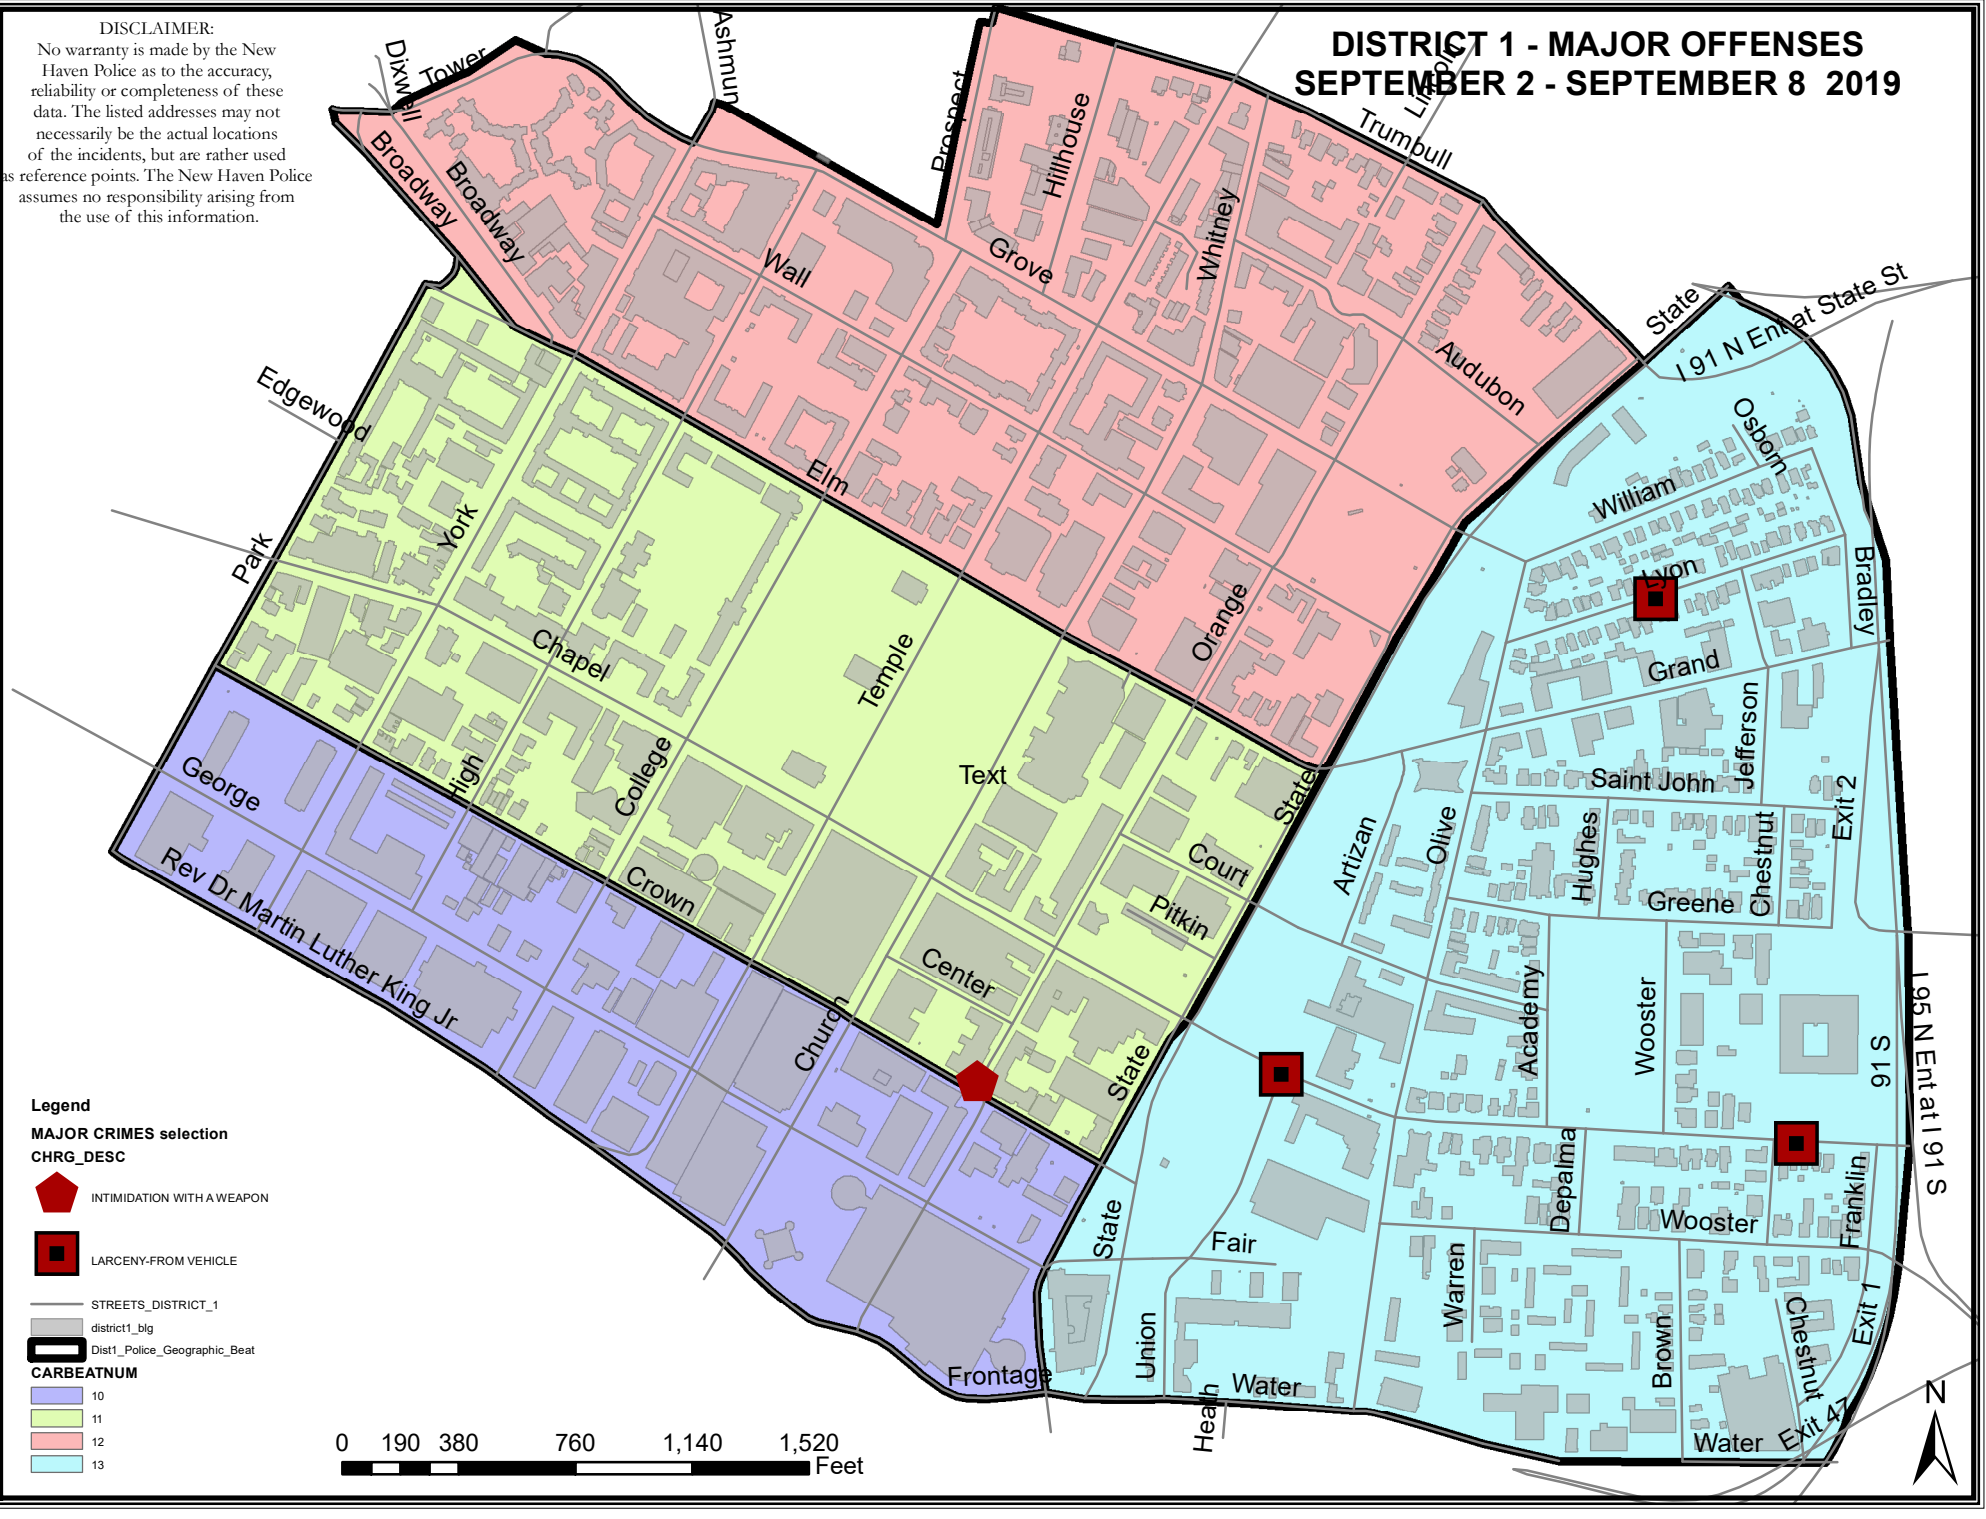 DISCLAIMER:
No warranty is made by the New
Haven Police as to the accuracy,
reliability or completeness of these
data. The listed addresses may not
necessarily be the actual locations
of the incidents, but are rather used
as reference points. The New Haven Police
assumes no responsibility arising from
the use of this information.
DISTRICT 1 - MAJOR OFFENSES
SEPTEMBER 2 - SEPTEMBER 8 2019
Dixwell
Tower
Ashmun
Prospect
Hillhouse
Lincoln
Trumbull
Broadway
Broadway
Wall
Grove
Whitney
State
I 91 N Ent at State St
Audubon
Edgewood
Osborn
William
Elm
York
Park
Lyon
Bradley
Orange
Chapel
Temple
Grand
Jefferson
Text
State
Saint John
George
High
College
Exit 2
Artizan
Olive
Hughes
Chestnut
Court
Crown
Greene
Pitkin
Rev Dr Martin Luther King Jr
Center
Church
Academy
Wooster
91 S
I 95 N Ent at I 91 S
State
Depalma
Franklin
Wooster
State
Fair
Warren
Union
Brown
Chestnut
Exit 1
Frontage
Heath
Water
Water
Exit 47
N
Legend
MAJOR CRIMES selection
CHRG_DESC
INTIMIDATION WITH A WEAPON
LARCENY-FROM VEHICLE
STREETS_DISTRICT_1
district1_blg
Dist1_Police_Geographic_Beat
CARBEATNUM
10
11
12
13
0 190 380 760 1,140 1,520
Feet